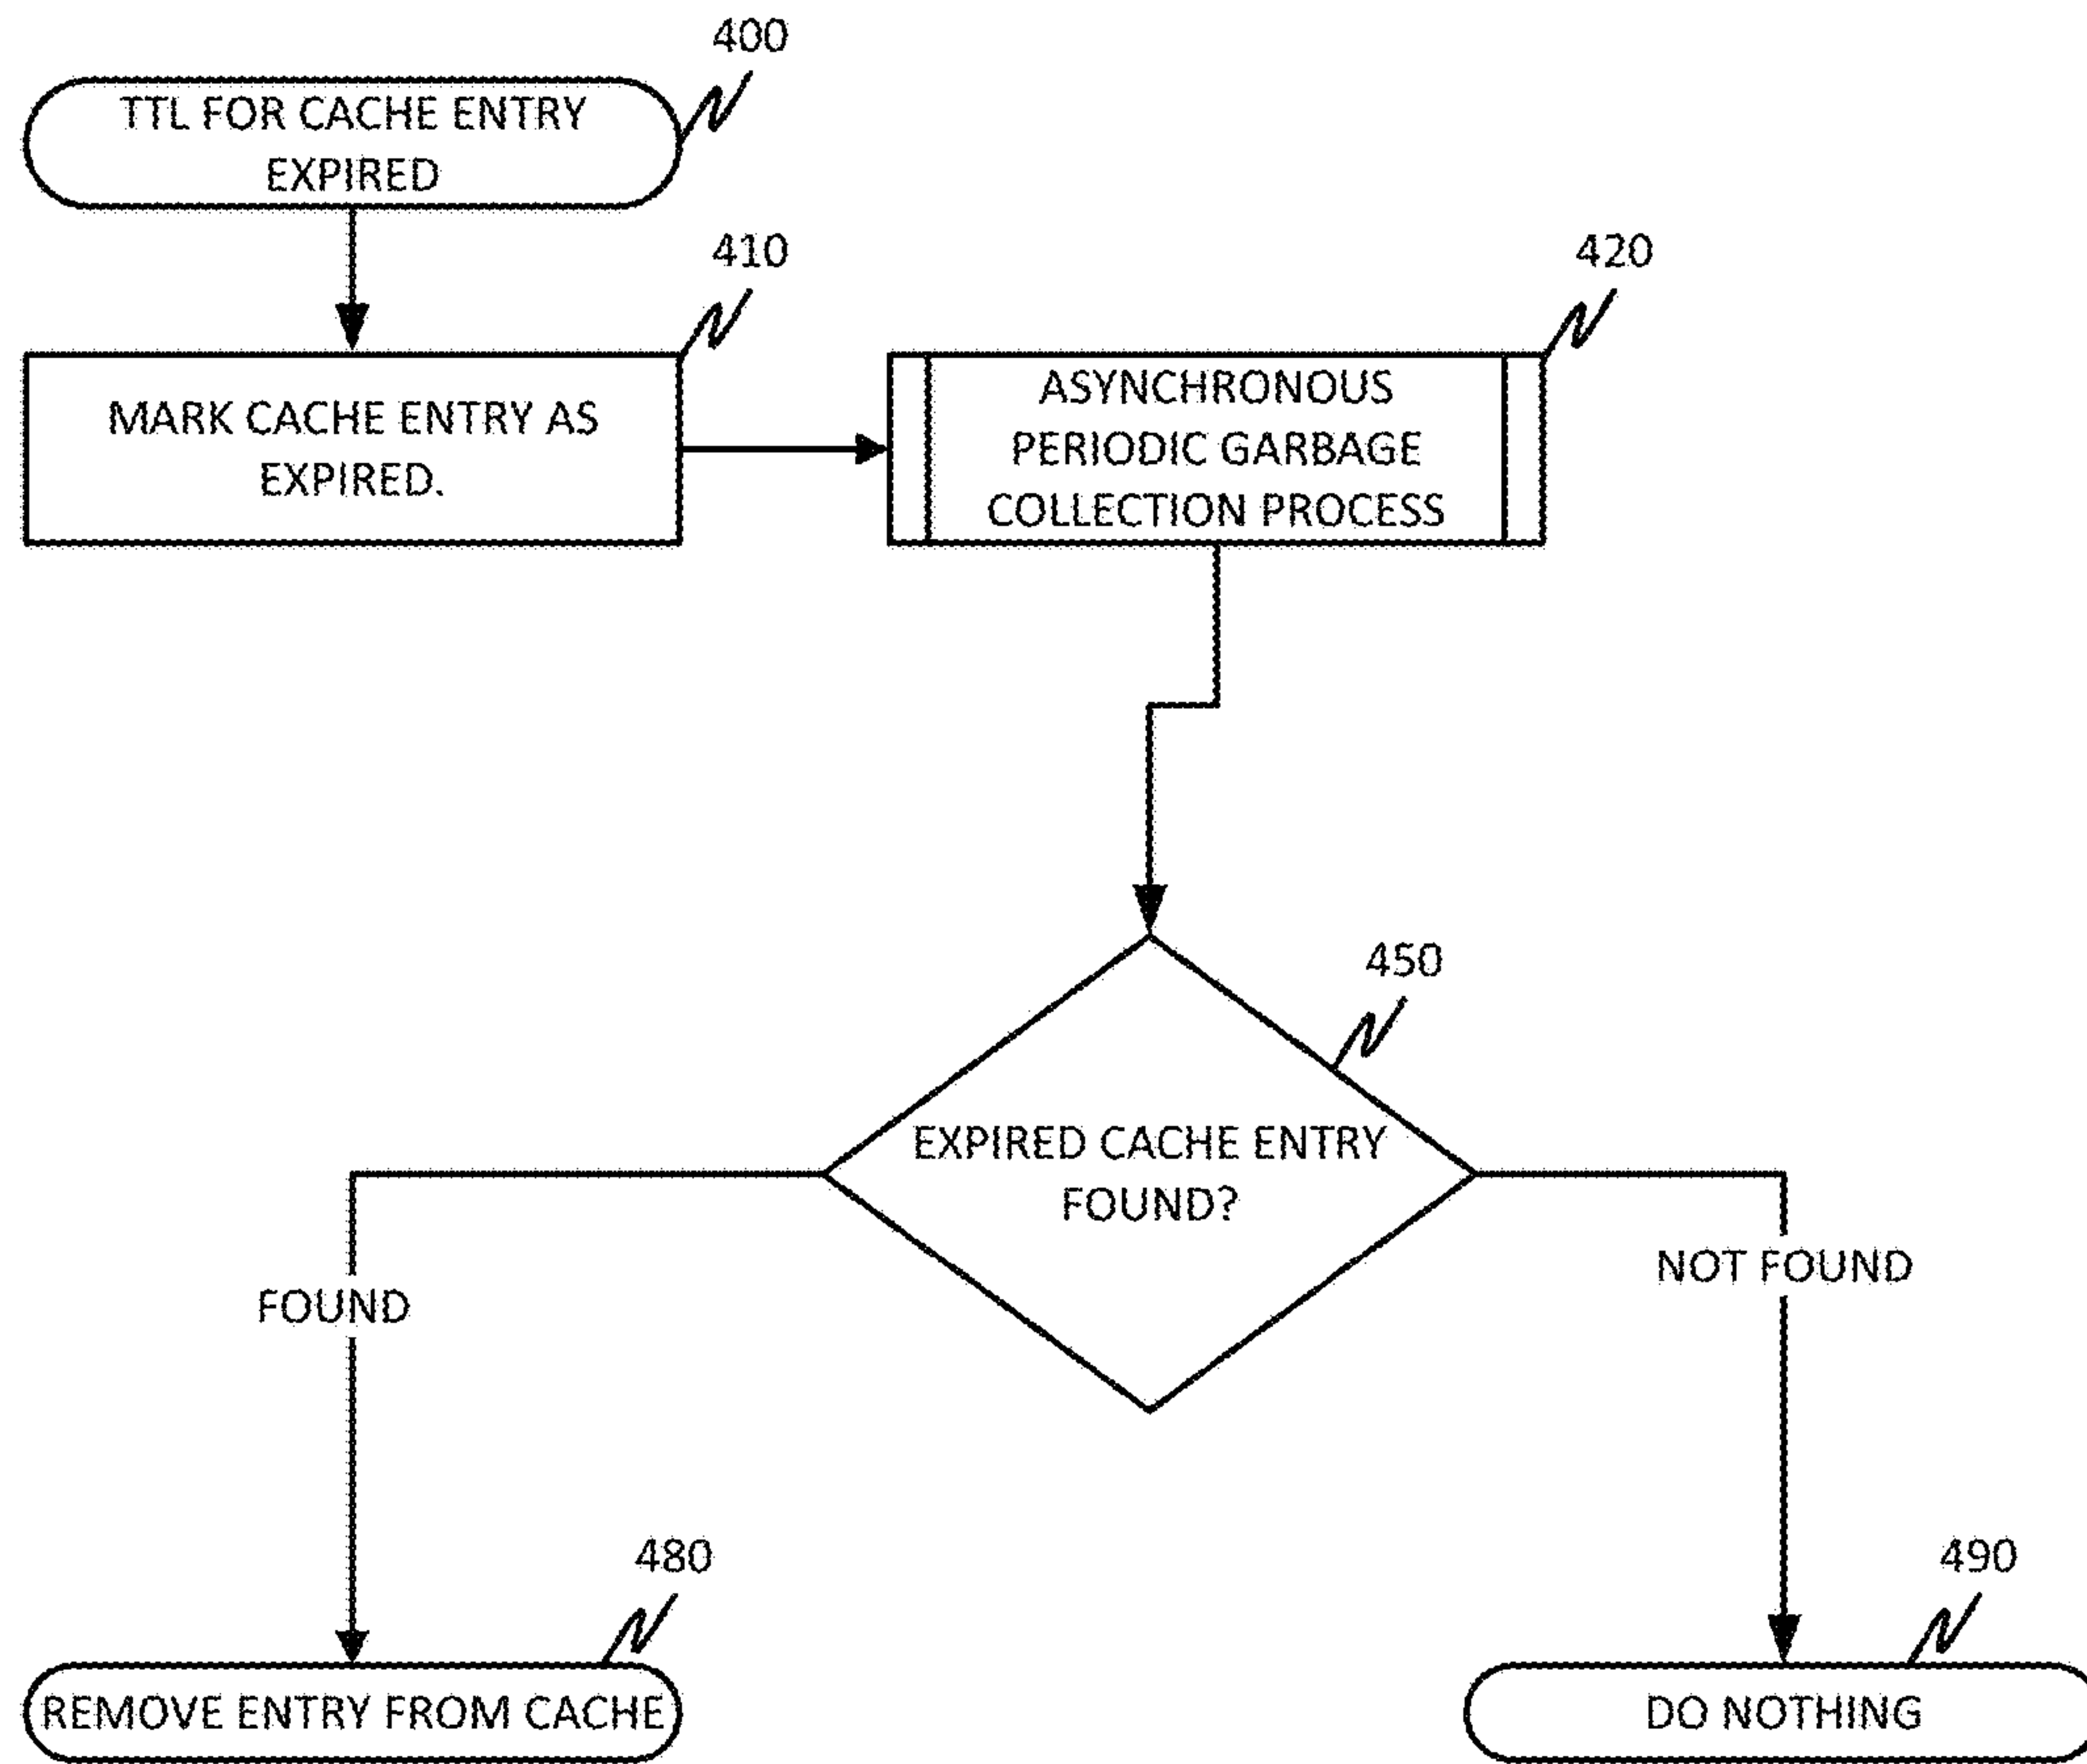 400
TTL FOR CACHE ENTRY
EXPIRED
410
MARK CACHE ENTRY AS
EXPIRED.
420
ASYNCHRONOUS
PERIODIC GARBAGE
COLLECTION PROCESS
450
EXPIRED CACHE ENTRY
FOUND?
FOUND
NOT FOUND
480
REMOVE ENTRY FROM CACHE
490
DO NOTHING